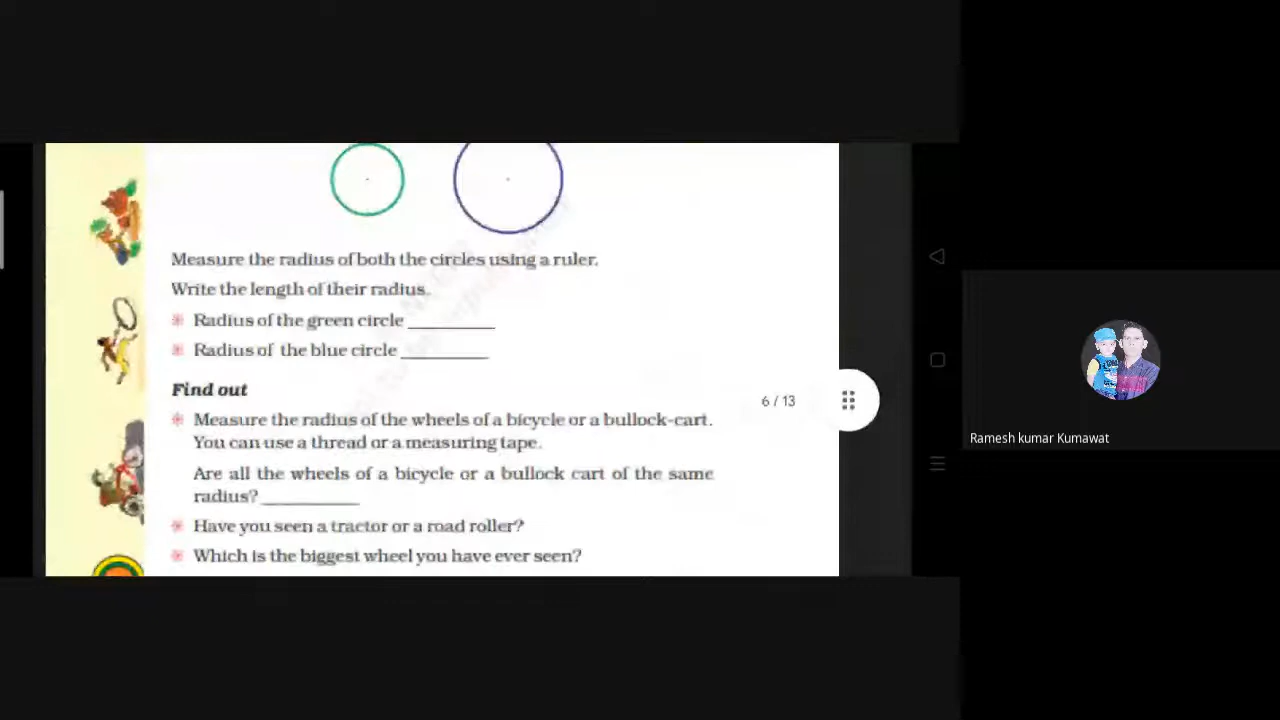 Measure the radius of both the circles using a ruler.
Write the length of their radius.
Radius of the green circle __________
Radius of the blue circle __________
Find out
Measure the radius of the wheels of a bicycle or a bullock-cart.
You can use a thread or a measuring tape.
Are all the wheels of a bicycle or a bullock cart of the same
radius? ___________
Have you seen a tractor or a road roller?
Which is the biggest wheel you have ever seen?
6 / 13
Ramesh kumar Kumawat